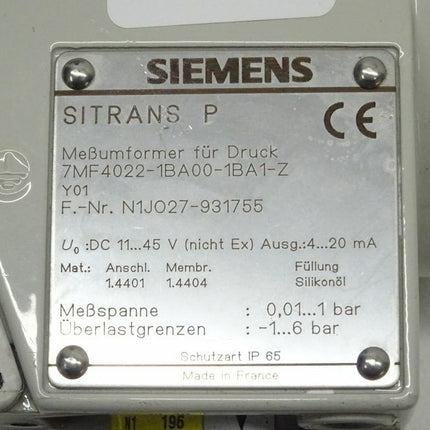 SIEMENS
SITRANS P
CE
Meßumformer für Druck
7MF4022-1BA00-1BA1-Z
Y01
F.-Nr. N1J027-931755
U₀ :DC 11...45 V (nicht Ex) Ausg.:4...20 mA
Mat.: Anschl. Membr. Füllung
1.4401 1.4404 Silikonöl
Meßspanne : 0,01...1 bar
Überlastgrenzen : -1...6 bar
Schutzart IP 65
Made in France
N1 196